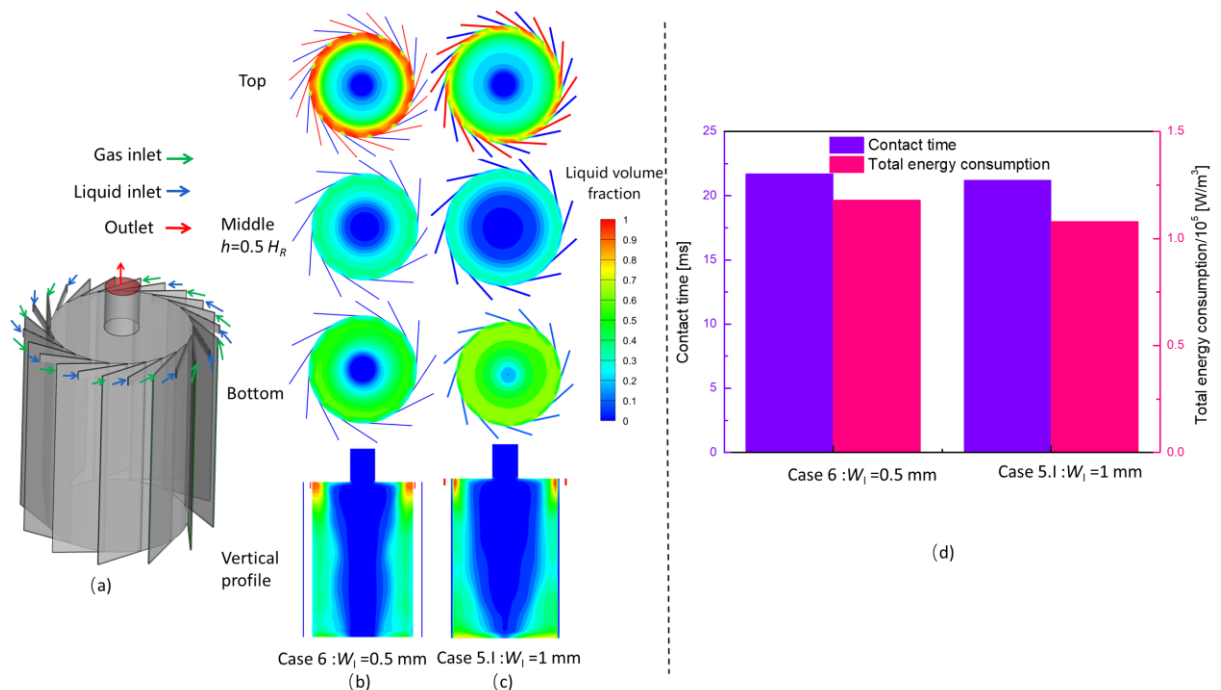 Top
Gas inlet
Liquid inlet
Outlet
Middle
h=0.5 H_R
Bottom
Vertical
profile
Liquid volume
fraction
1
0.9
0.8
0.7
0.6
0.5
0.4
0.3
0.2
0.1
0
(a)
Case 6 :W_l =0.5 mm
(b)
Case 5.I :W_l =1 mm
(c)
Contact time
Total energy consumption
Contact time [ms]
25
20
15
10
5
0
1.5
1.0
0.5
0.0
Total energy consumption/10⁵ [W/m³]
Case 6 :W_l =0.5 mm
Case 5.I :W_l =1 mm
(d)